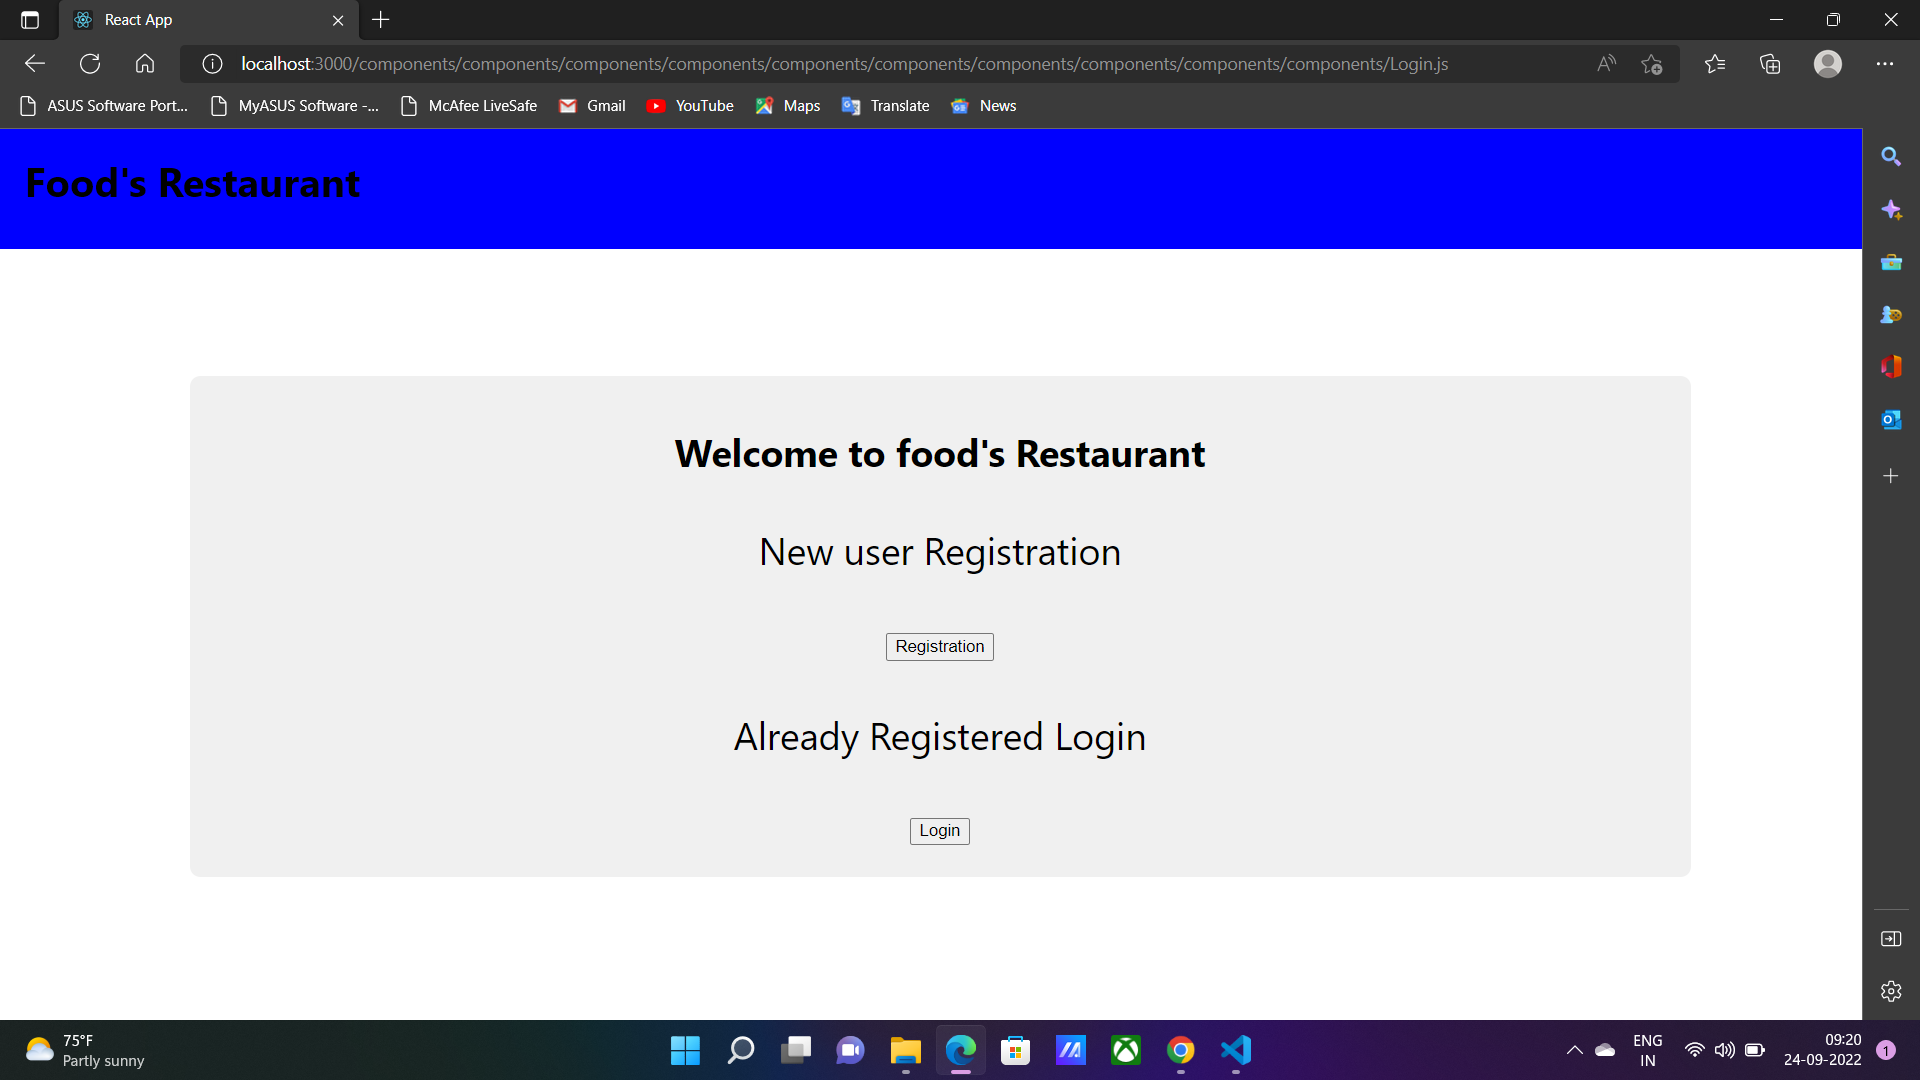 React App
localhost:3000/components/components/components/components/components/components/components/components/components/components/Login.js
ASUS Software Port... MyASUS Software -... McAfee LiveSafe Gmail YouTube Maps Translate News
Food's Restaurant
Welcome to food's Restaurant
New user Registration
Registration
Already Registered Login
Login
75°F
Partly sunny
ENG
IN
09:20
24-09-2022
1